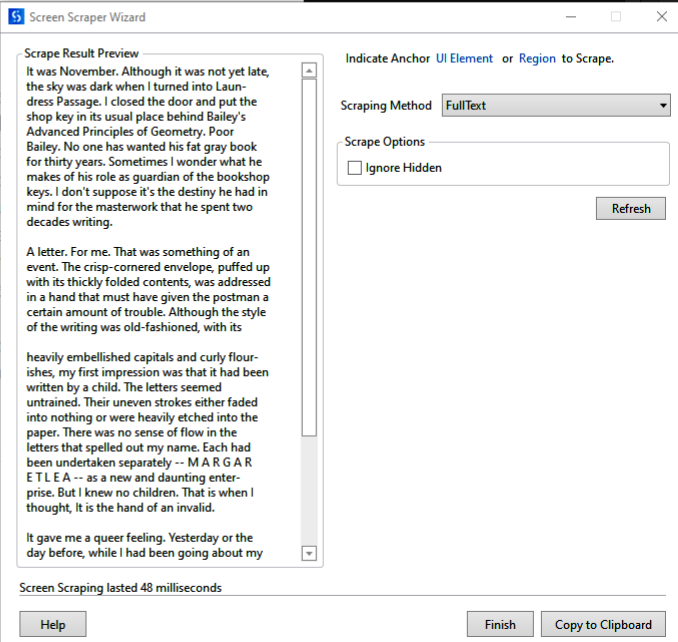 Screen Scraper Wizard
Scrape Result Preview
It was November. Although it was not yet late,
the sky was dark when I turned into Laun-
dress Passage. I closed the door and put the
shop key in its usual place behind Bailey's
Advanced Principles of Geometry. Poor
Bailey. No one has wanted his fat gray book
for thirty years. Sometimes I wonder what he
makes of his role as guardian of the bookshop
keys. I don't suppose it's the destiny he had in
mind for the masterwork that he spent two
decades writing.
A letter. For me. That was something of an
event. The crisp-cornered envelope, puffed up
with its thickly folded contents, was addressed
in a hand that must have given the postman a
certain amount of trouble. Although the style
of the writing was old-fashioned, with its
heavily embellished capitals and curly flour-
ishes, my first impression was that it had been
written by a child. The letters seemed
untrained. Their uneven strokes either faded
into nothing or were heavily etched into the
paper. There was no sense of flow in the
letters that spelled out my name. Each had
been undertaken separately -- M A R G A R
E T L E A -- as a new and daunting enter-
prise. But I knew no children. That is when I
thought, It is the hand of an invalid.
It gave me a queer feeling. Yesterday or the
day before, while I had been going about my
Indicate Anchor UI Element or Region to Scrape.
Scraping Method FullText
Scrape Options
Ignore Hidden
Refresh
Screen Scraping lasted 48 milliseconds
Help
Finish
Copy to Clipboard